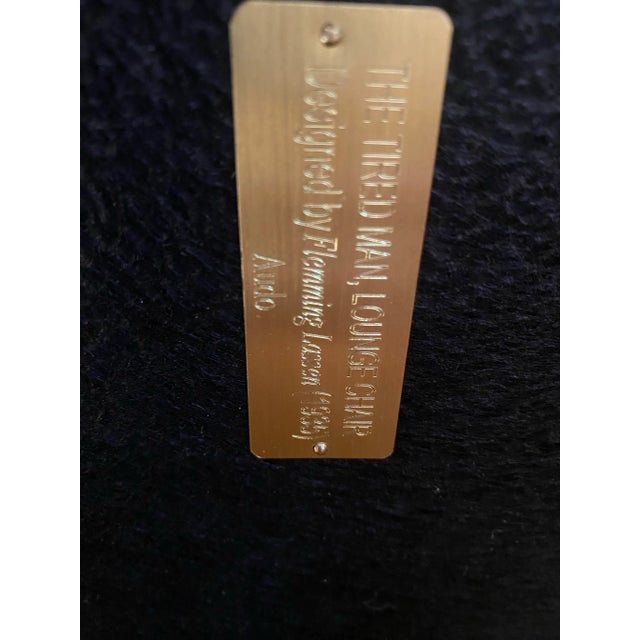 THE TIRED MAN, LOUNGE CHAIR
Designed by Flemming Lassen (1935)
Audo